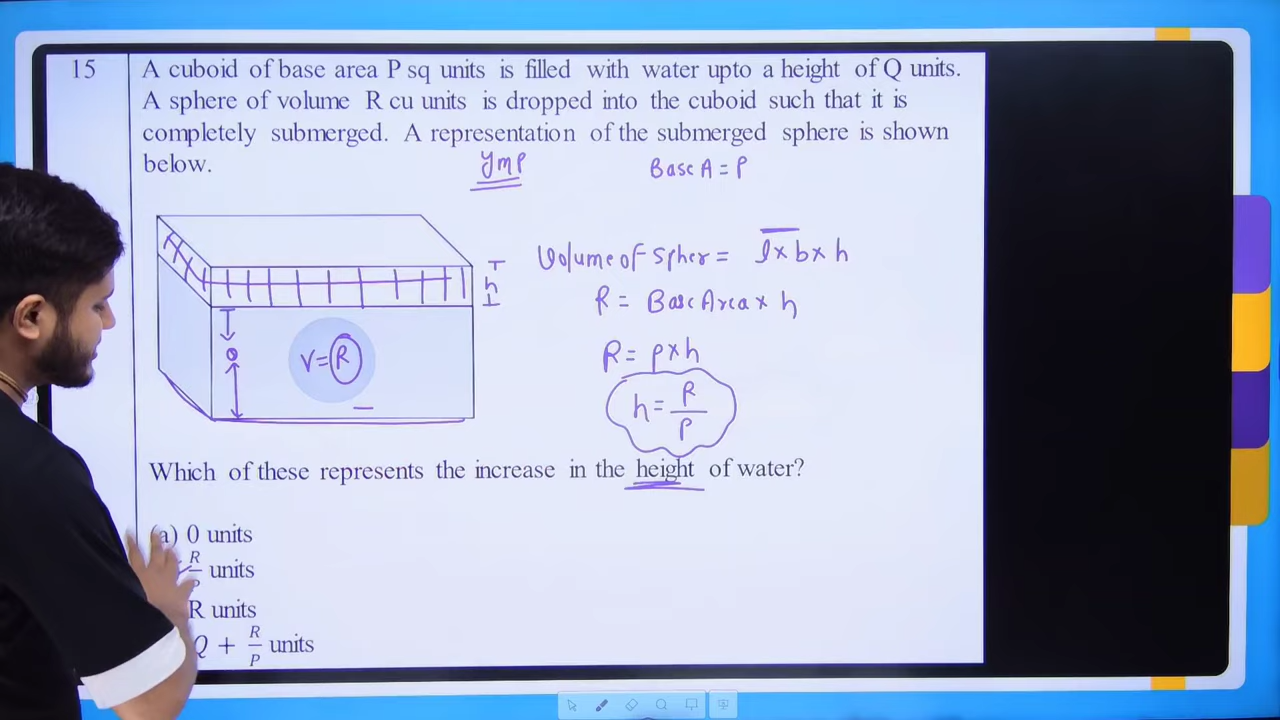 15 A cuboid of base area P sq units is filled with water upto a height of Q units.
A sphere of volume R cu units is dropped into the cuboid such that it is
completely submerged. A representation of the submerged sphere is shown
below.
Ymp
Base A = P
Volume of Spher = l × b × h
R = Base Area × h
h
V = R
R = P × h
h = R/P
Which of these represents the increase in the height of water?
(a) 0 units
R/P units
R units
Q + R/P units